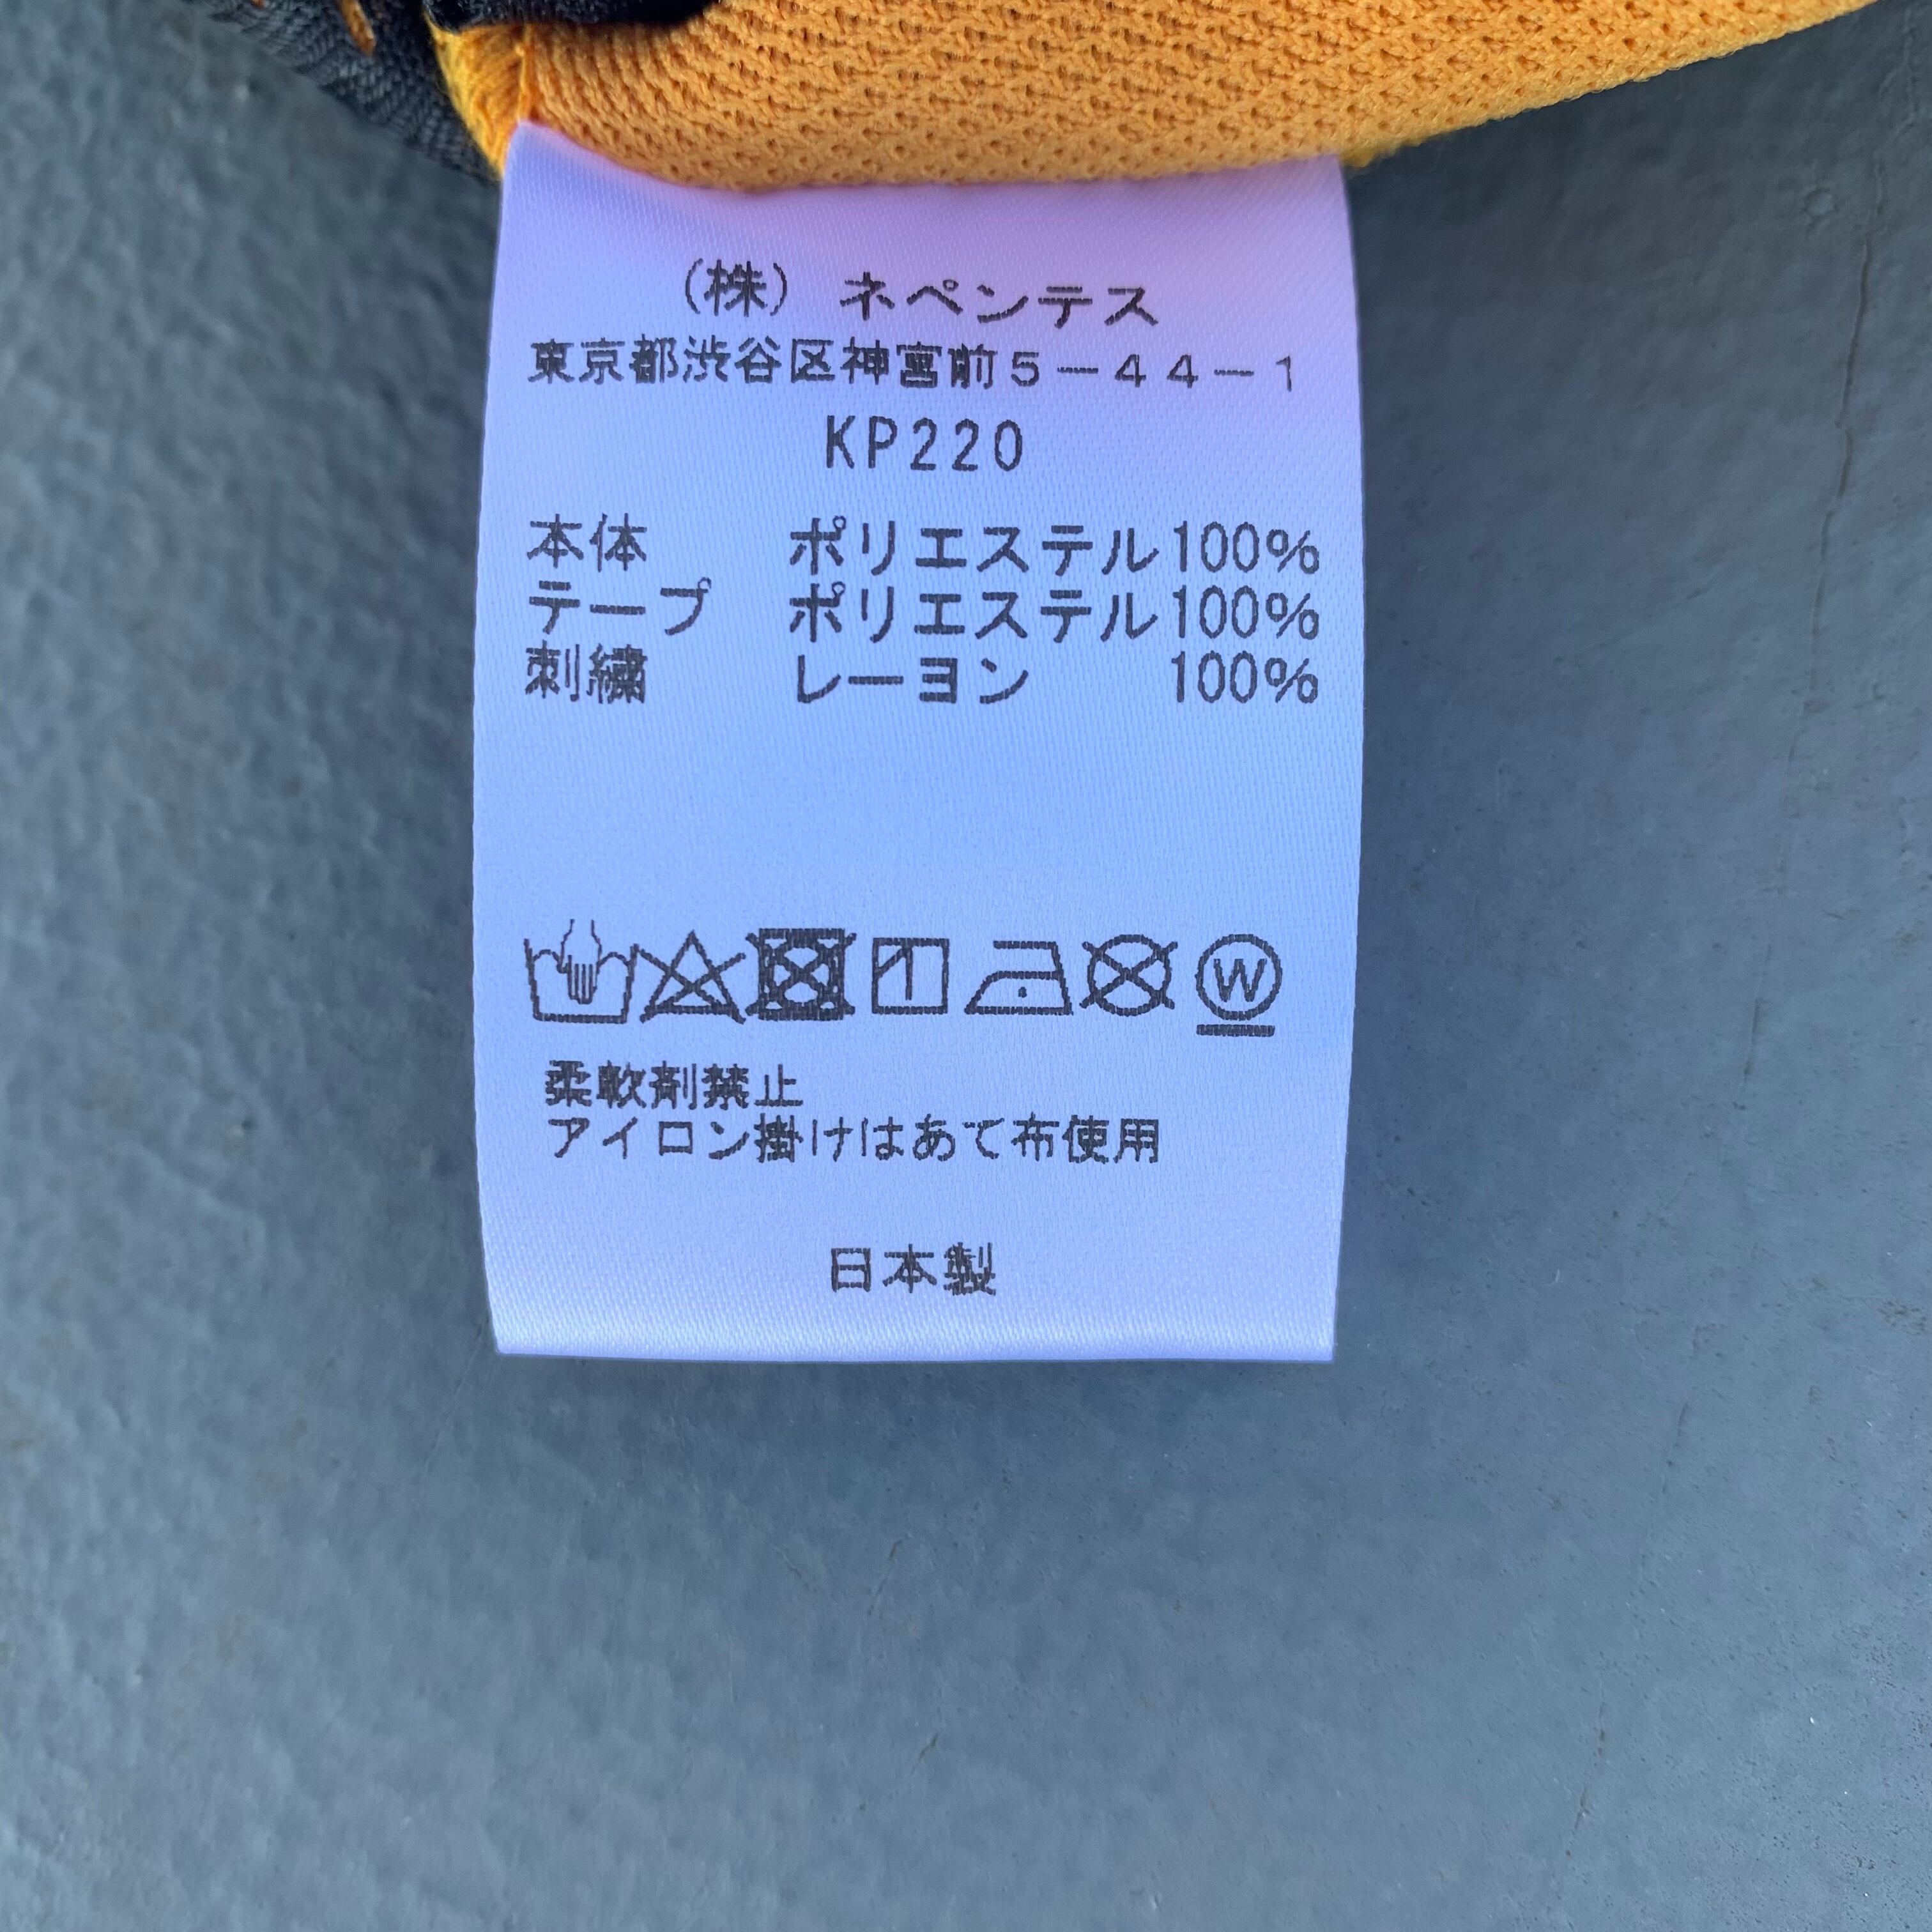 (株) ネペンテス
東京都渋谷区神宮前5-44-1
KP220
本体 ポリエステル100%
テープ ポリエステル100%
刺繍 レーヨン 100%
W
柔軟剤禁止
アイロン掛けはあて布使用
日本製